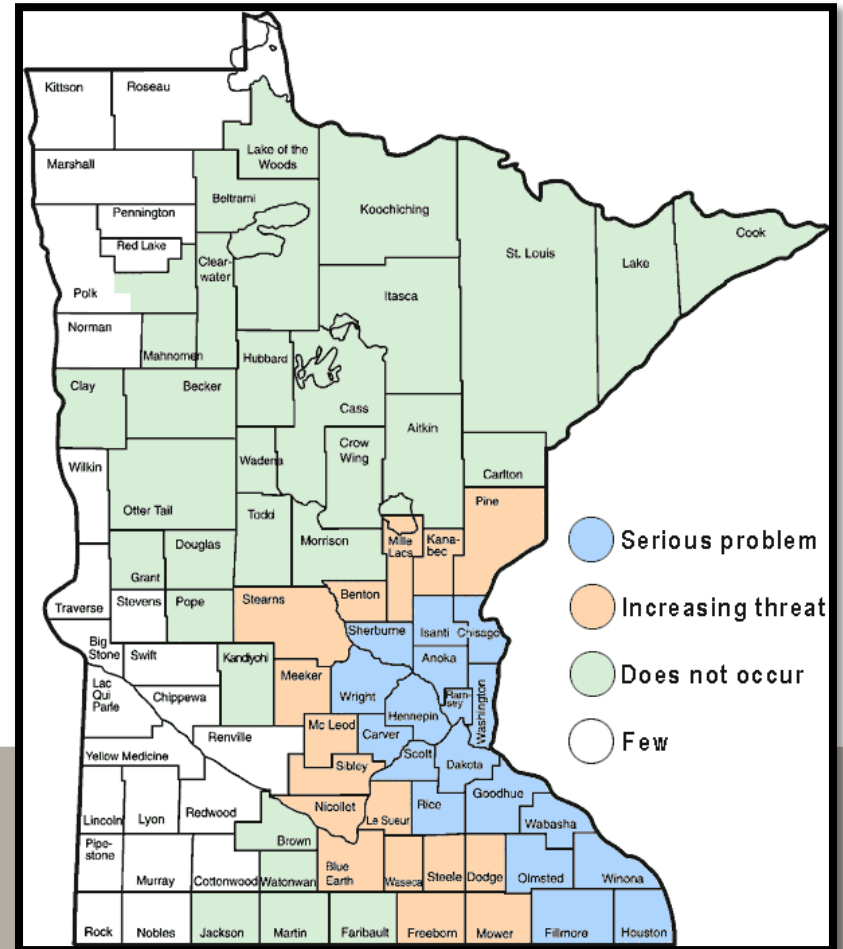 Kittson
Roseau
Lake of the
Woods
Marshall
Beltrami
Koochiching
Pennington
Red Lake
Clear-
water
St. Louis
Lake
Cook
Polk
Itasca
Norman
Mahnomen
Hubbard
Clay
Becker
Cass
Aitkin
Crow
Wing
Wilkin
Wadena
Carlton
Otter Tail
Todd
Pine
Morrison
Mille
Lacs
Kana-
bec
Douglas
Grant
Serious problem
Traverse
Stevens
Pope
Stearns
Benton
Increasing threat
Big
Stone
Swift
Kandiyohi
Sherburne
Isanti
Chisago
Anoka
Meeker
Does not occur
Lac
Qui
Parle
Chippewa
Wright
Ram-
sey
Washington
Hennepin
Mc Leod
Carver
Renville
Few
Yellow Medicine
Sibley
Scott
Dakota
Nicollet
Le Sueur
Rice
Goodhue
Lincoln
Lyon
Redwood
Wabasha
Brown
Pipe-
stone
Murray
Cottonwood
Watonwan
Blue
Earth
Waseca
Steele
Dodge
Olmsted
Winona
Rock
Nobles
Jackson
Martin
Faribault
Freeborn
Mower
Fillmore
Houston